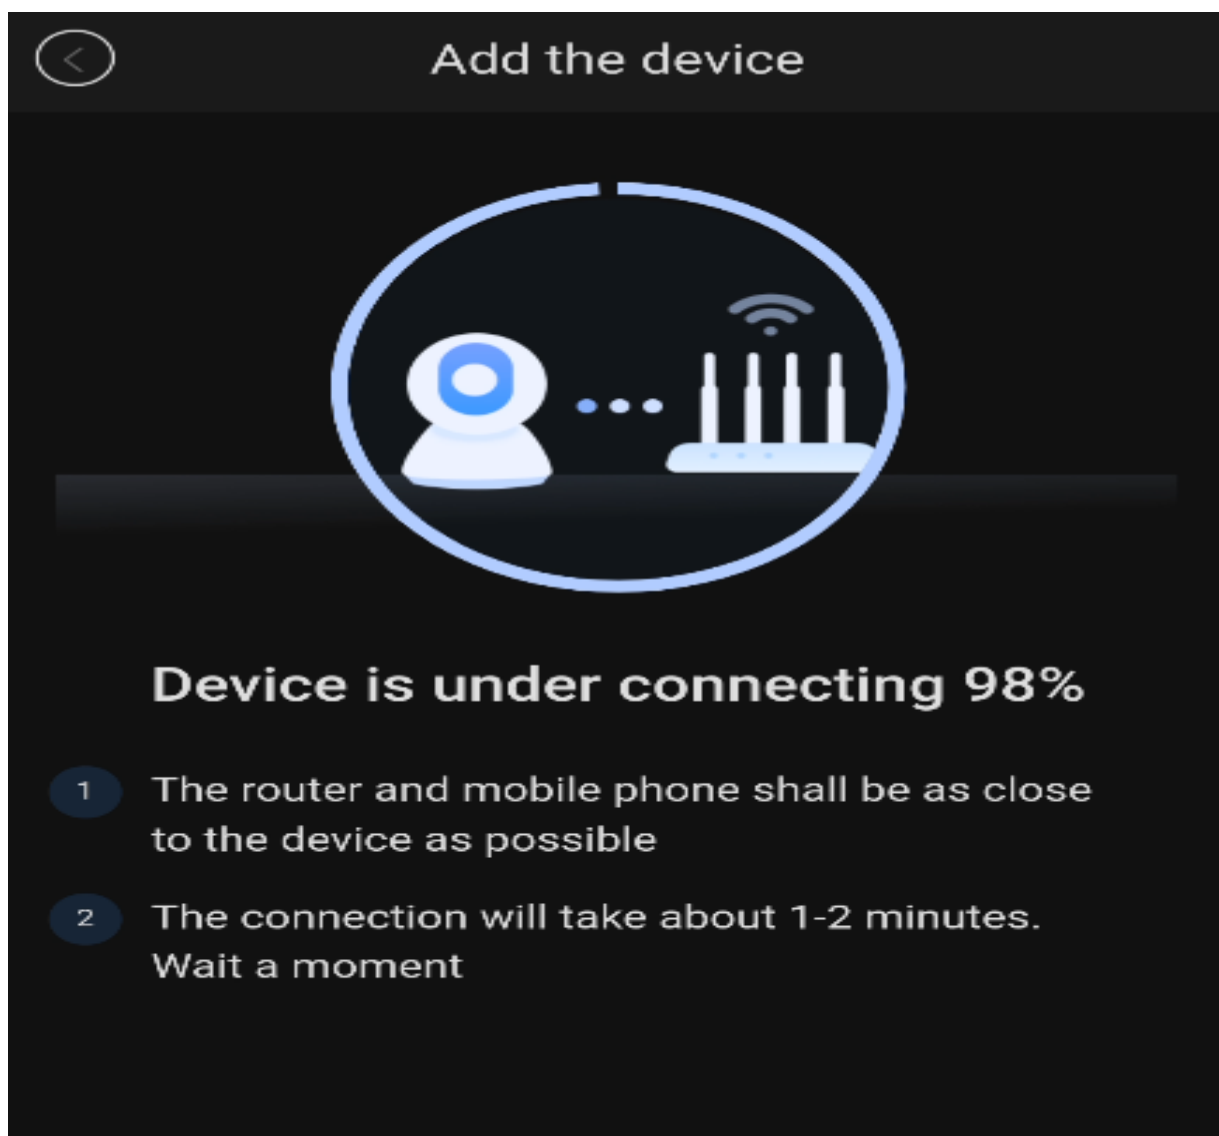 Add the device
Device is under connecting 98%
1
The router and mobile phone shall be as close
to the device as possible
2
The connection will take about 1-2 minutes.
Wait a moment